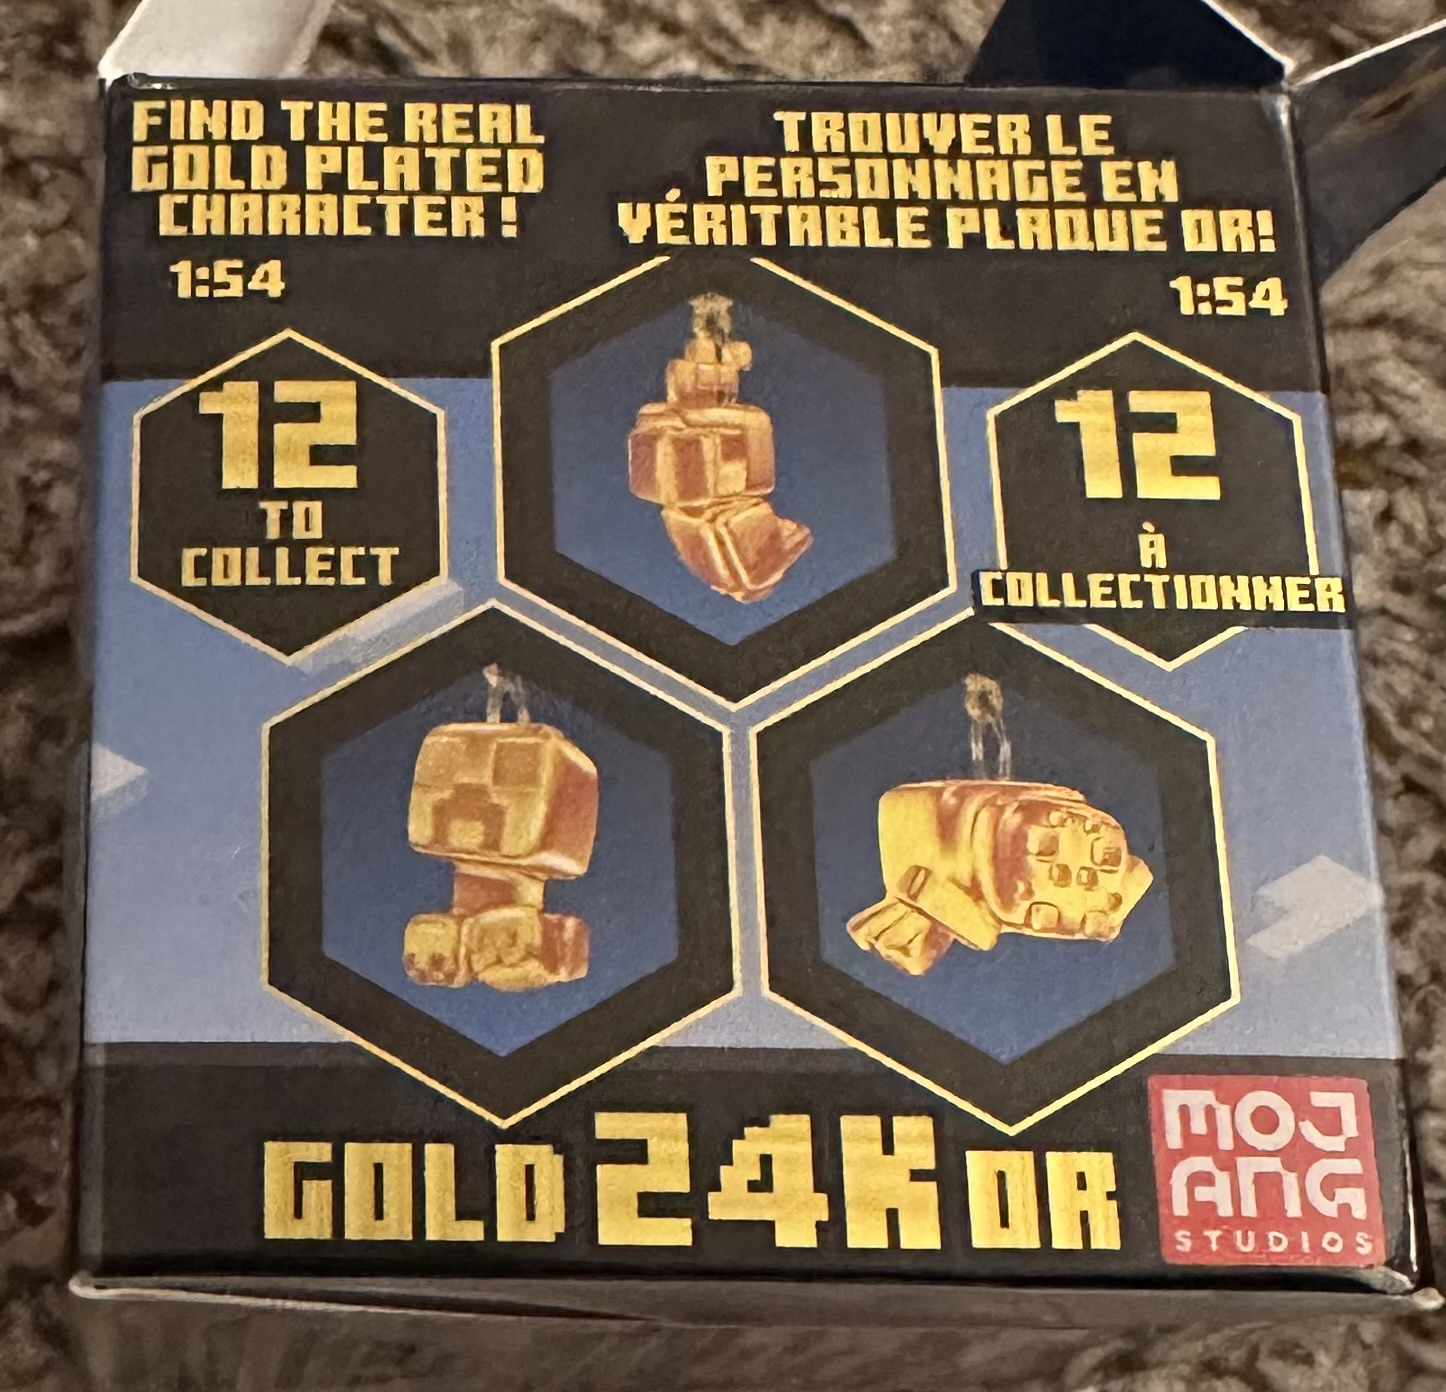 FIND THE REAL
GOLD PLATED
CHARACTER !
1:54
TROUVER LE
PERSONNAGE EN
VÉRITABLE PLAQUE OR!
1:54
12
TO
COLLECT
12
À
COLLECTIONNER
GOLD 24K OR
MOJ
ANG
STUDIOS